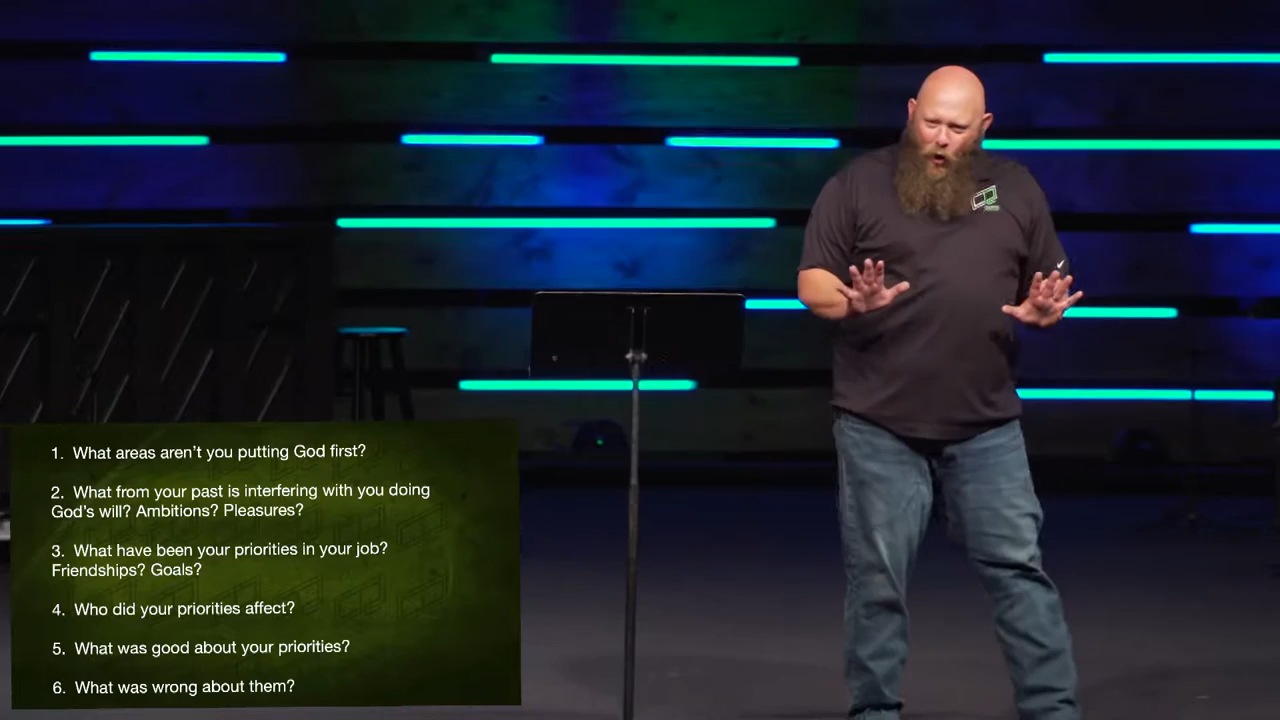 1. What areas aren't you putting God first?
2. What from your past is interfering with you doing
God's will? Ambitions? Pleasures?
3. What have been your priorities in your job?
Friendships? Goals?
4. Who did your priorities affect?
5. What was good about your priorities?
6. What was wrong about them?